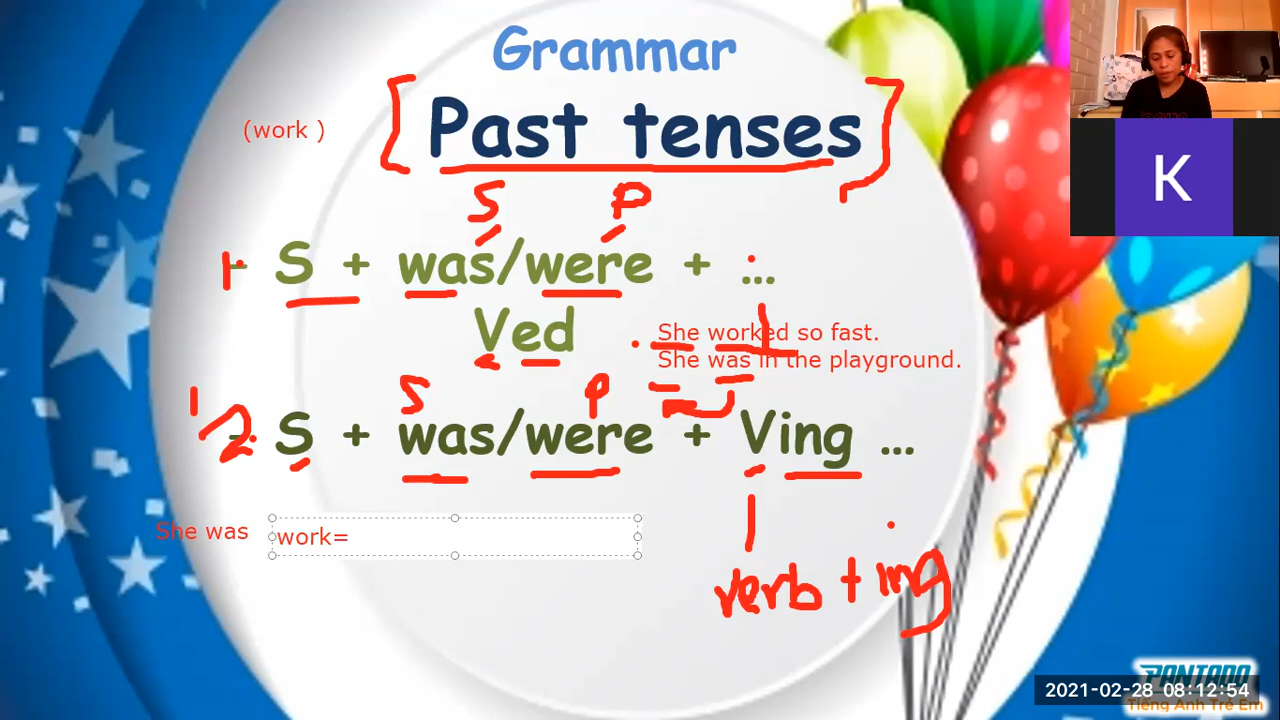 Grammar
(work )
[Past tenses]
S P
1- S + was/were + ...
Ved
She worked so fast.
She was in the playground.
S P
2- S + was/were + Ving ...
She was work=
verb + ing
K
PANTADO
2021-02-28 08:12:54
Tiếng Anh Trẻ Em